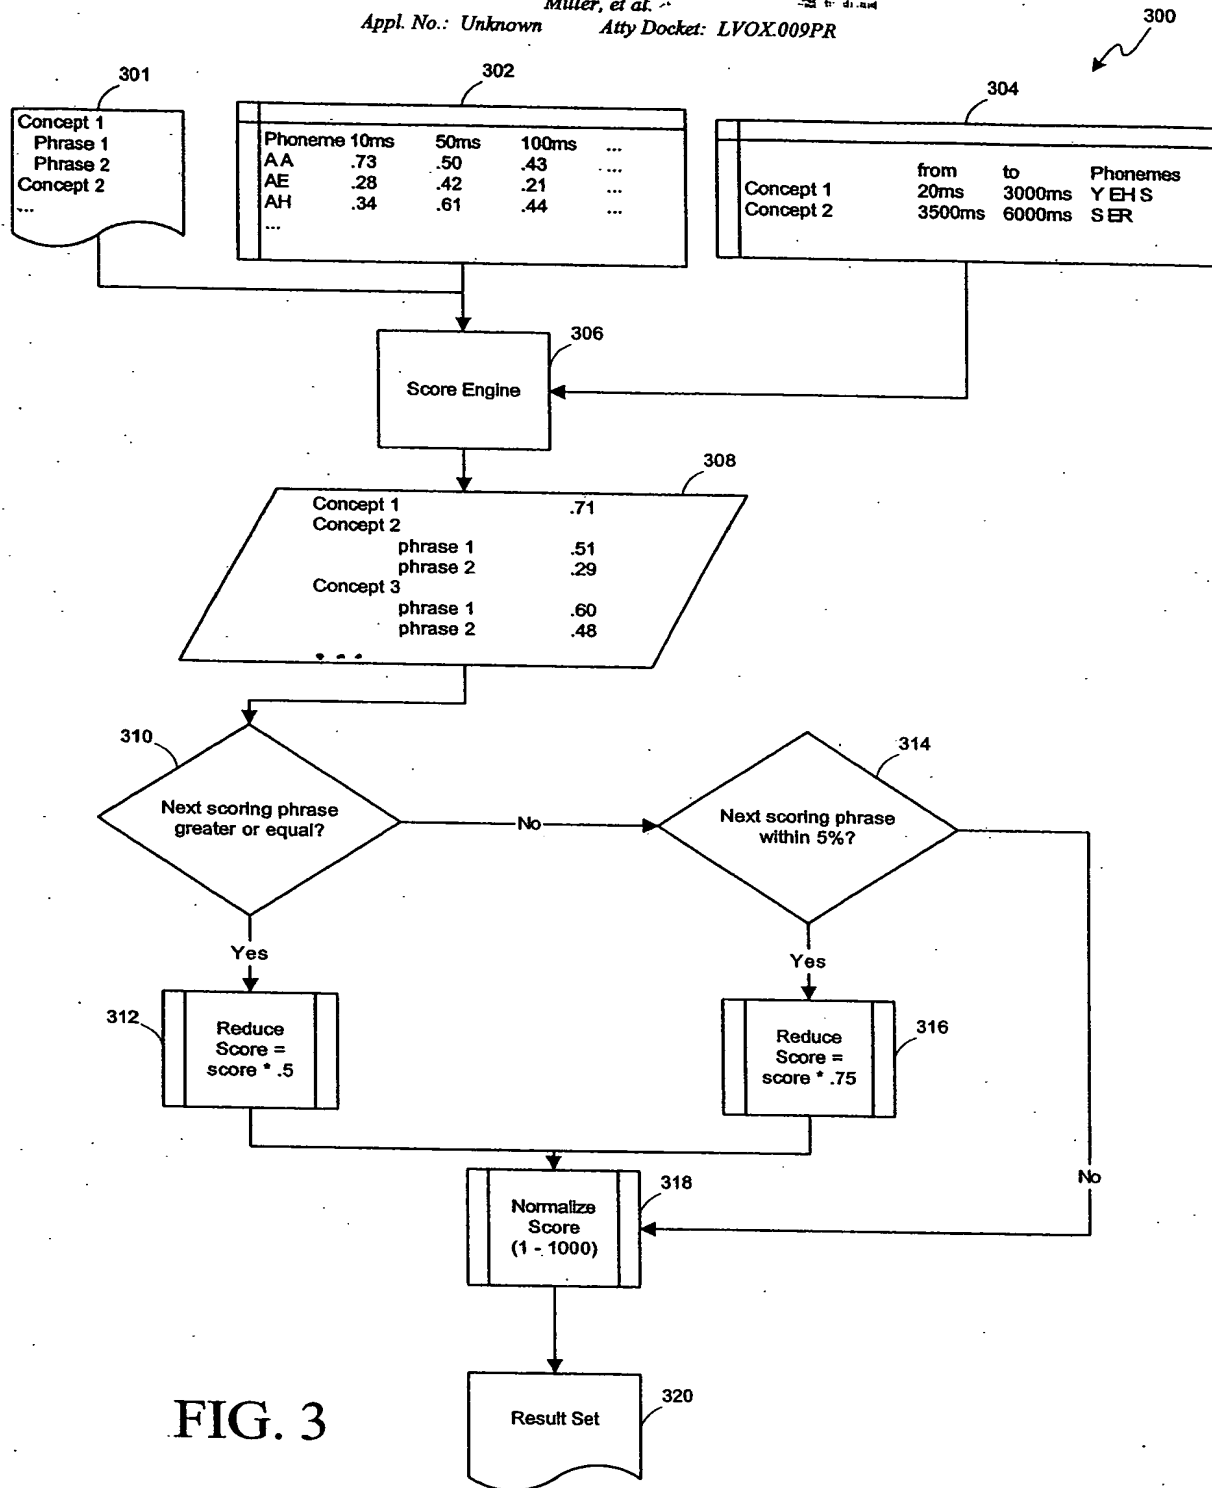 Miller, et al.
Appl. No.: Unknown Atty Docket: LVOX.009PR
300
301
302
304
Concept 1
Phrase 1
Phrase 2
Concept 2
...
Phoneme 10ms 50ms 100ms ...
AA .73 .50 .43 ...
AE .28 .42 .21 ...
AH .34 .61 .44 ...
...
from to Phonemes
Concept 1 20ms 3000ms Y EH S
Concept 2 3500ms 6000ms S ER
306
Score Engine
308
Concept 1 .71
Concept 2
phrase 1 .51
phrase 2 .29
Concept 3
phrase 1 .60
phrase 2 .48
...
310
Next scoring phrase
greater or equal?
No
314
Next scoring phrase
within 5%?
Yes
Yes
312
Reduce
Score =
score * .5
316
Reduce
Score =
score * .75
No
318
Normalize
Score
(1 - 1000)
320
Result Set
FIG. 3